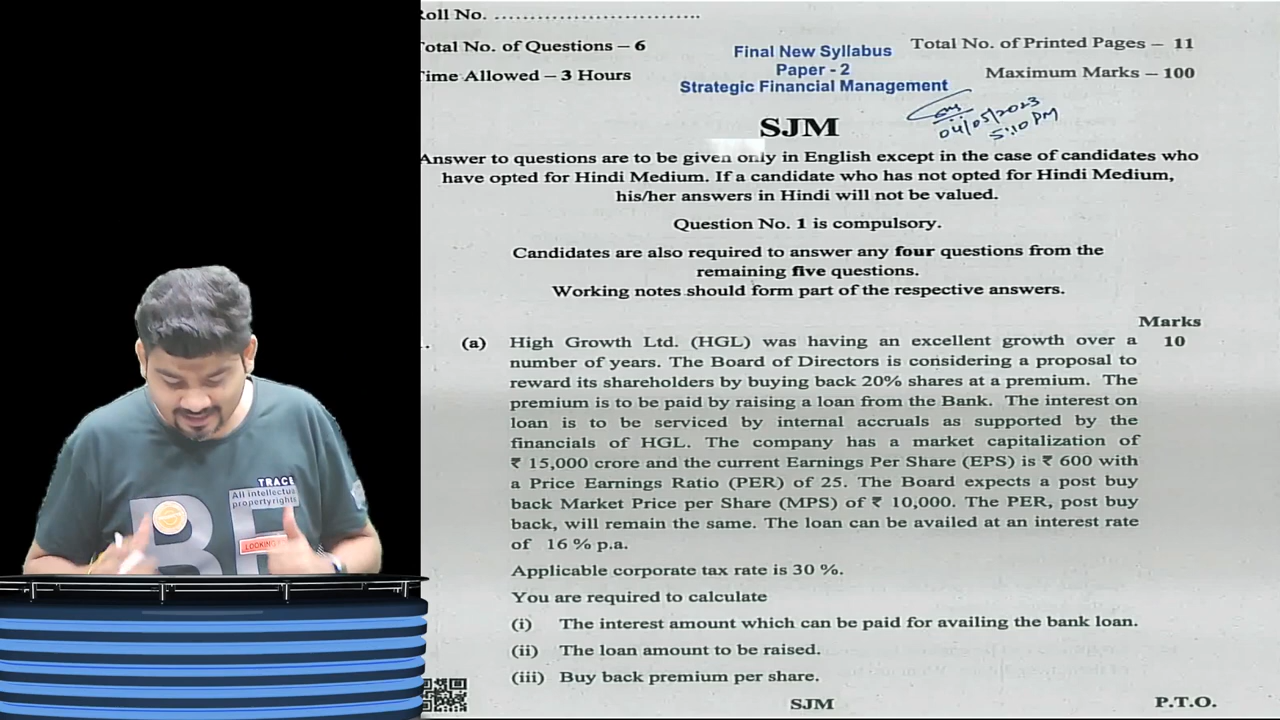 Roll No. ..............................
Total No. of Questions – 6
Final New Syllabus
Total No. of Printed Pages – 11
Time Allowed – 3 Hours
Paper - 2
Maximum Marks – 100
Strategic Financial Management
04/05/2023
5:10 PM
SJM
Answer to questions are to be given only in English except in the case of candidates who
have opted for Hindi Medium. If a candidate who has not opted for Hindi Medium,
his/her answers in Hindi will not be valued.
Question No. 1 is compulsory.
Candidates are also required to answer any four questions from the
remaining five questions.
Working notes should form part of the respective answers.
Marks
(a) High Growth Ltd. (HGL) was having an excellent growth over a 10
number of years. The Board of Directors is considering a proposal to
reward its shareholders by buying back 20% shares at a premium. The
premium is to be paid by raising a loan from the Bank. The interest on
loan is to be serviced by internal accruals as supported by the
financials of HGL. The company has a market capitalization of
₹ 15,000 crore and the current Earnings Per Share (EPS) is ₹ 600 with
a Price Earnings Ratio (PER) of 25. The Board expects a post buy
back Market Price per Share (MPS) of ₹ 10,000. The PER, post buy
back, will remain the same. The loan can be availed at an interest rate
of 16 % p.a.
Applicable corporate tax rate is 30 %.
You are required to calculate
(i) The interest amount which can be paid for availing the bank loan.
(ii) The loan amount to be raised.
(iii) Buy back premium per share.
SJM
P.T.O.
TRACE
All intellectua
propertyrights
BE
LOOKING